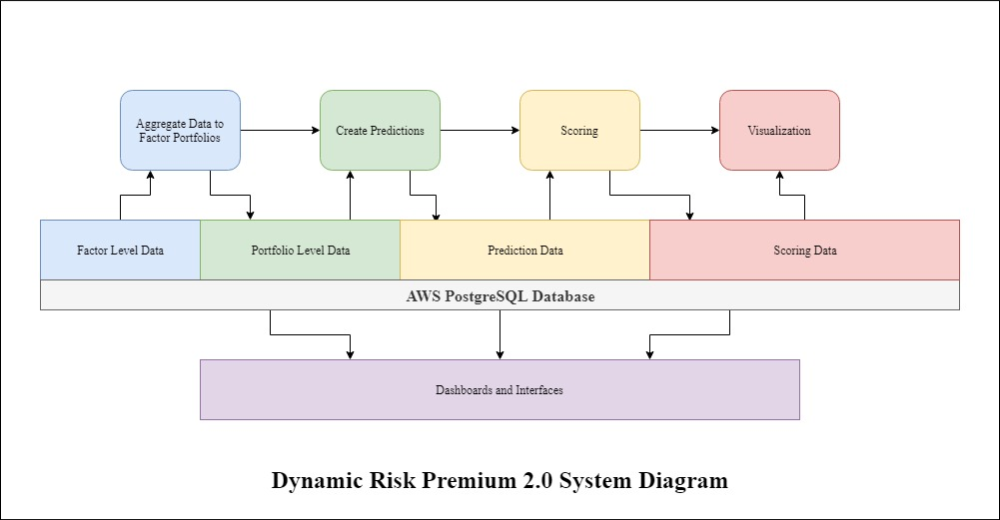 Aggregate Data to
Factor Portfolios
Create Predictions
Scoring
Visualization
Factor Level Data
Portfolio Level Data
Prediction Data
Scoring Data
AWS PostgreSQL Database
Dashboards and Interfaces
Dynamic Risk Premium 2.0 System Diagram